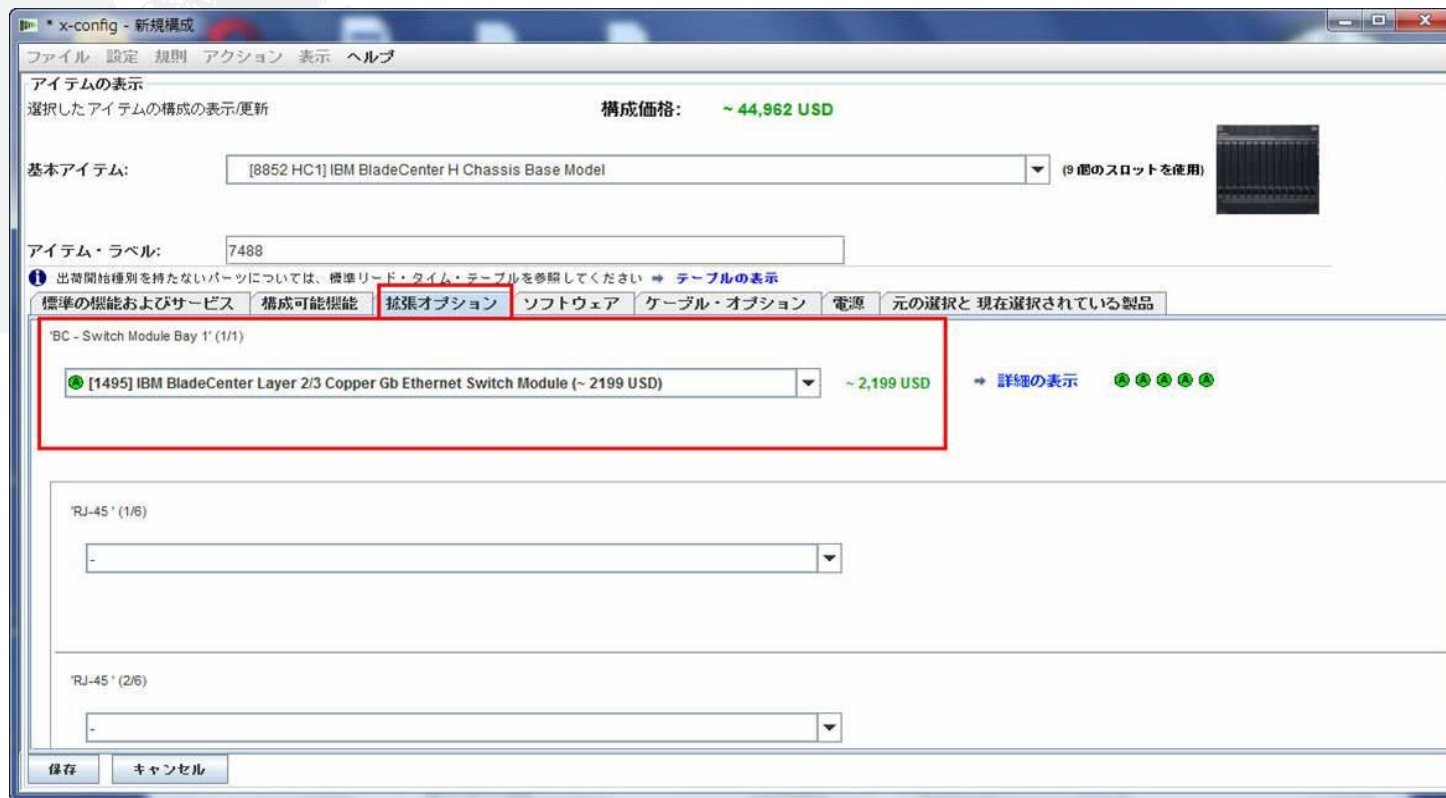 * x-config - 新規構成
ファイル 設定 規則 アクション 表示 ヘルプ
アイテムの表示
選択したアイテムの構成の表示/更新 構成価格: ~ 44,962 USD
基本アイテム: [8852 HC1] IBM BladeCenter H Chassis Base Model (9 個のスロットを使用)
アイテム・ラベル: 7488
出荷開始種別を持たないパーツについては、標準リード・タイム・テーブルを参照してください ➡ テーブルの表示
標準の機能およびサービス 構成可能機能 拡張オプション ソフトウェア ケーブル・オプション 電源 元の選択と 現在選択されている製品
'BC - Switch Module Bay 1' (1/1)
Ⓐ [1495] IBM BladeCenter Layer 2/3 Copper Gb Ethernet Switch Module (~ 2199 USD) ~ 2,199 USD ➡ 詳細の表示 Ⓐ Ⓐ Ⓐ Ⓐ Ⓐ
'RJ-45 ' (1/6)
-
'RJ-45 ' (2/6)
-
保存 キャンセル